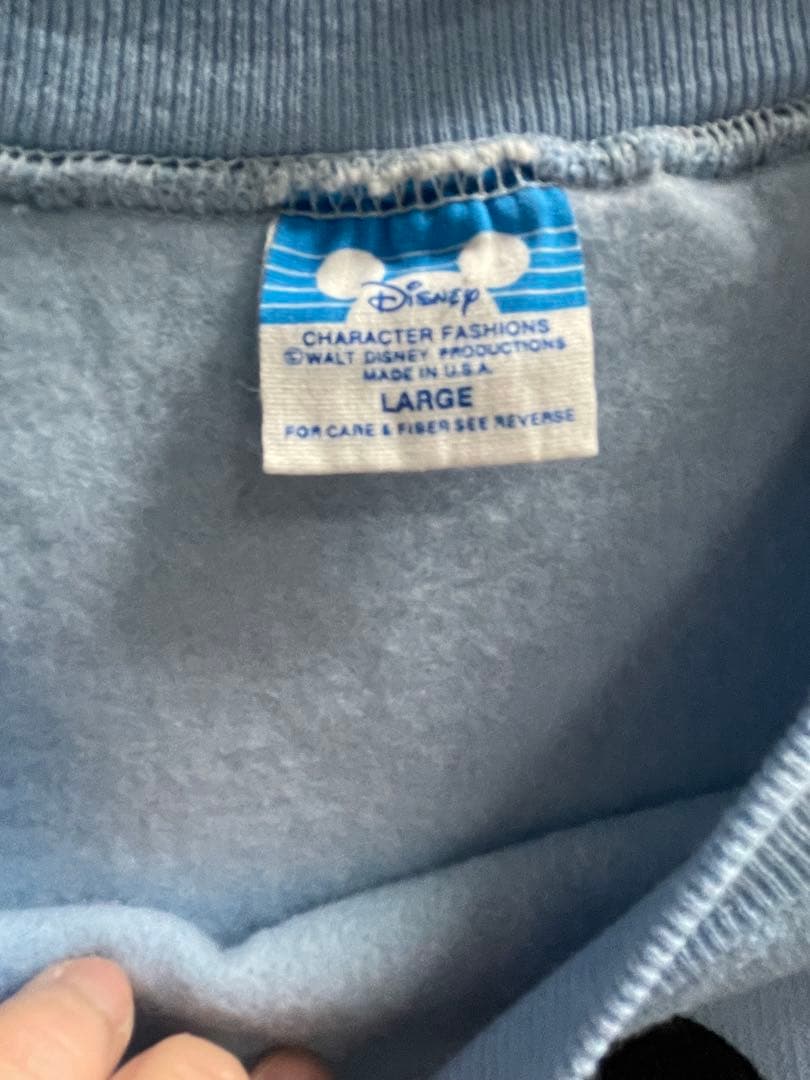 Disney
CHARACTER FASHIONS
©WALT DISNEY PRODUCTIONS
MADE IN U.S.A.
LARGE
FOR CARE & FIBER SEE REVERSE